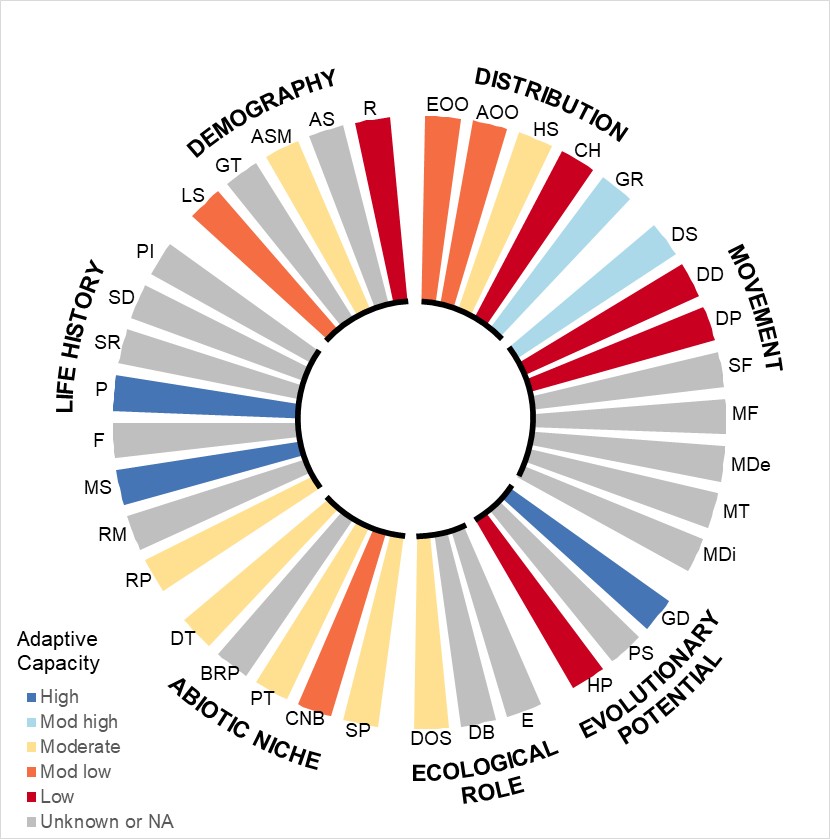 DISTRIBUTION
EOO
AOO
HS
CH
GR
MOVEMENT
DS
DD
DP
SF
MF
MDe
MT
MDi
EVOLUTIONARY
POTENTIAL
GD
PS
HP
ECOLOGICAL
ROLE
E
DB
DOS
ABIOTIC NICHE
SP
CNB
PT
BRP
DT
LIFE HISTORY
RP
RM
MS
F
P
SR
SD
PI
DEMOGRAPHY
LS
GT
ASM
AS
R
Adaptive
Capacity
High
Mod high
Moderate
Mod low
Low
Unknown or NA